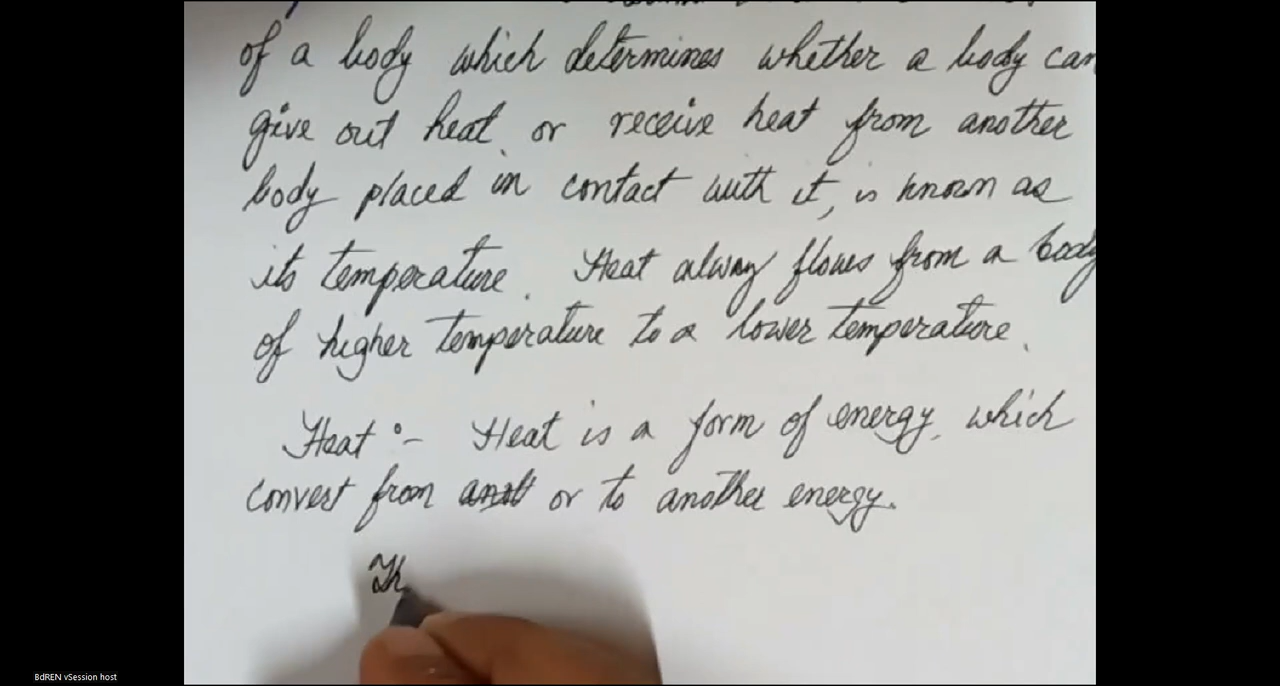 of a body which determines whether a body can
give out heat or receive heat from another
body placed in contact with it, is known as
its temperature. Heat alway flows from a body
of higher temperature to a lower temperature.
Heat :- Heat is a form of energy, which
convert from or to another energy.
Th
BdREN vSession host